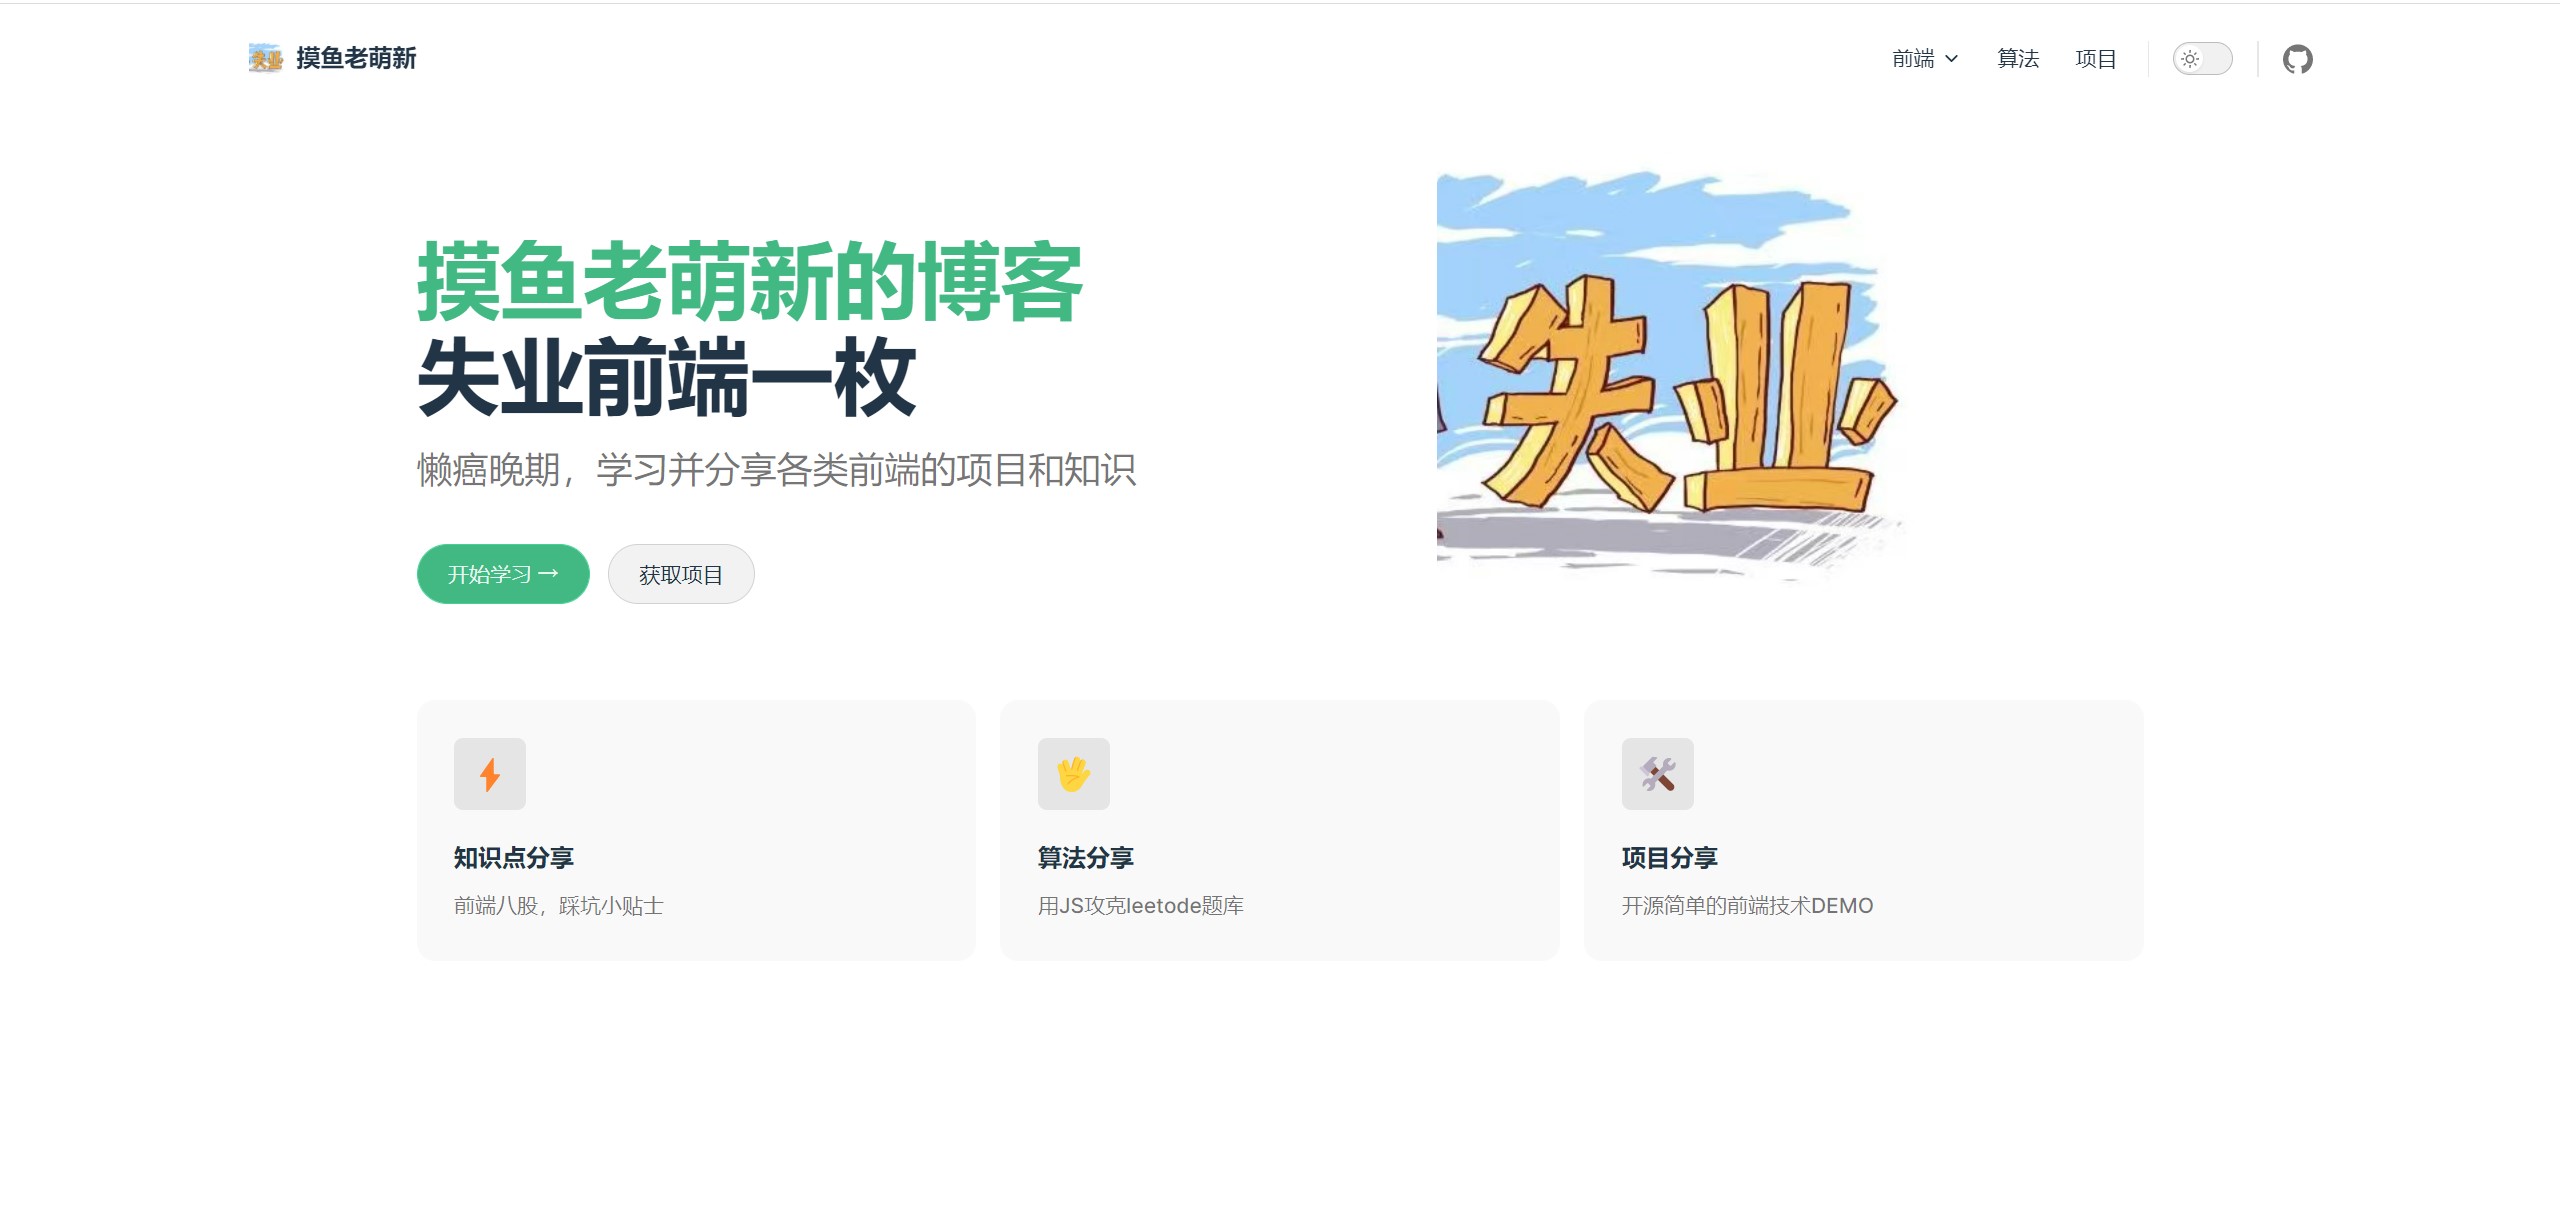 摸鱼老萌新
前端 算法 项目
摸鱼老萌新的博客
失业前端一枚
懒癌晚期，学习并分享各类前端的项目和知识
开始学习 →
获取项目
失业
知识点分享
前端八股，踩坑小贴士
算法分享
用JS攻克leetode题库
项目分享
开源简单的前端技术DEMO